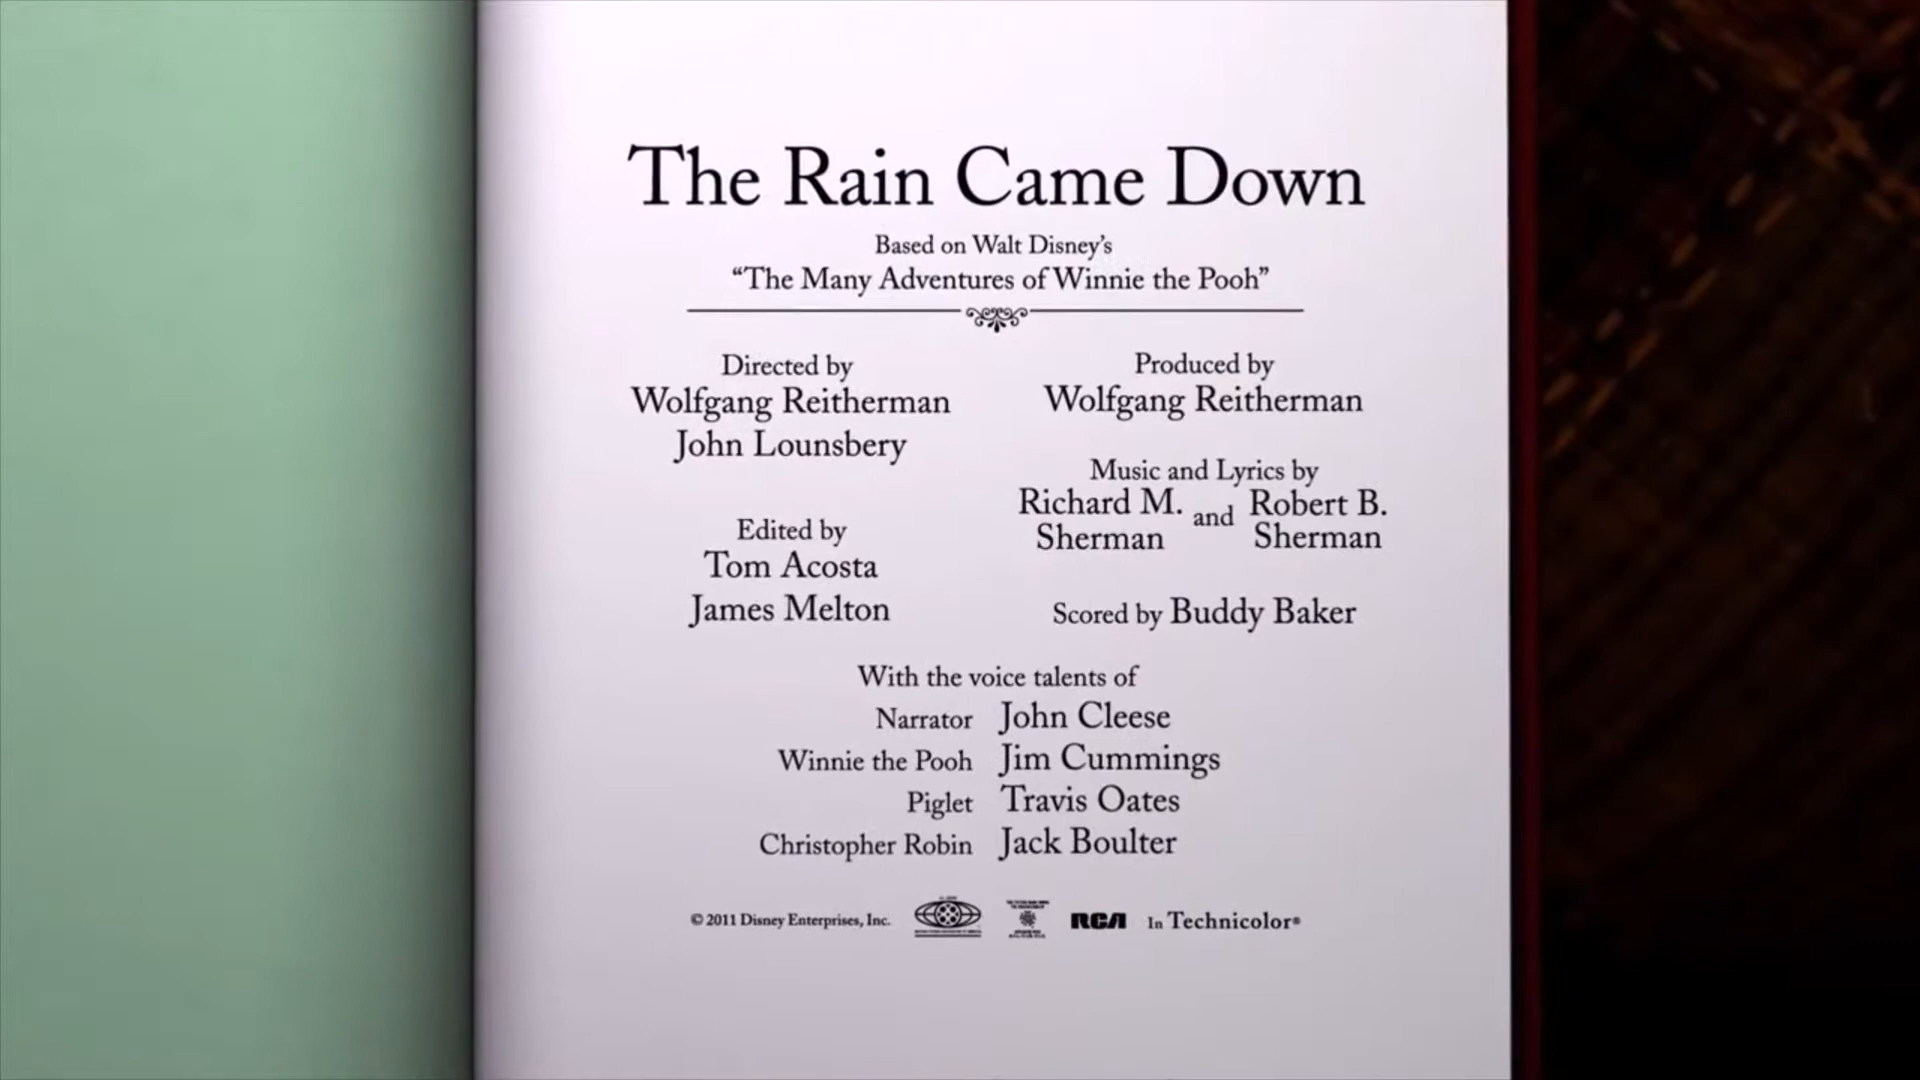 The Rain Came Down
Based on Walt Disney's
“The Many Adventures of Winnie the Pooh”
Directed by
Wolfgang Reitherman
John Lounsbery
Edited by
Tom Acosta
James Melton
Produced by
Wolfgang Reitherman
Music and Lyrics by
Richard M. Sherman and Robert B. Sherman
Scored by Buddy Baker
With the voice talents of
Narrator John Cleese
Winnie the Pooh Jim Cummings
Piglet Travis Oates
Christopher Robin Jack Boulter
© 2011 Disney Enterprises, Inc. RCA In Technicolor®